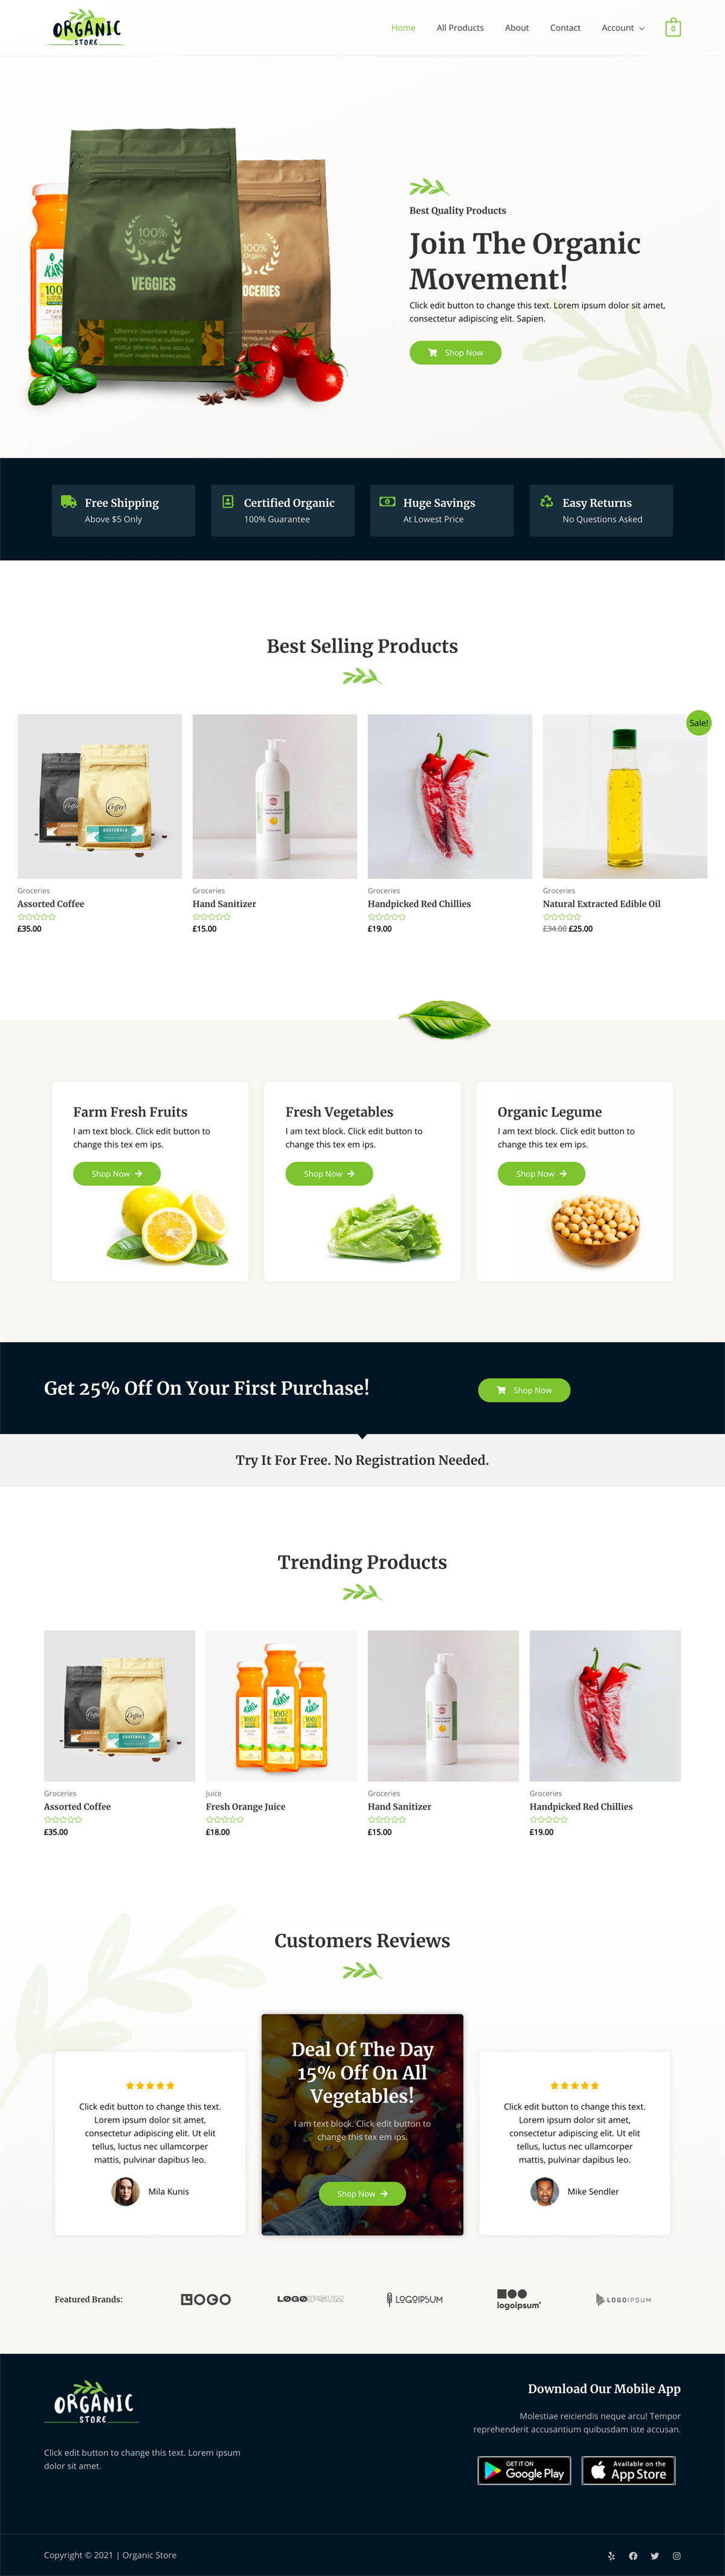 ORGANIC
STORE
Home
All Products
About
Contact
Account
0
100%
Organic
VEGGIES
100%
Organic
Best Quality Products
Join The Organic
Movement!
Click edit button to change this text. Lorem ipsum dolor sit amet,
consectetur adipiscing elit. Sapien.
Shop Now
Free Shipping
Above $5 Only
Certified Organic
100% Guarantee
Huge Savings
At Lowest Price
Easy Returns
No Questions Asked
Best Selling Products
Sale!
Groceries
Assorted Coffee
£35.00
Groceries
Hand Sanitizer
£15.00
Groceries
Handpicked Red Chillies
£19.00
Groceries
Natural Extracted Edible Oil
£34.00 £25.00
Farm Fresh Fruits
I am text block. Click edit button to
change this tex em ips.
Shop Now
Fresh Vegetables
I am text block. Click edit button to
change this tex em ips.
Shop Now
Organic Legume
I am text block. Click edit button to
change this tex em ips.
Shop Now
Get 25% Off On Your First Purchase!
Shop Now
Try It For Free. No Registration Needed.
Trending Products
Groceries
Assorted Coffee
£35.00
Juice
Fresh Orange Juice
£18.00
Groceries
Hand Sanitizer
£15.00
Groceries
Handpicked Red Chillies
£19.00
Customers Reviews
Click edit button to change this text.
Lorem ipsum dolor sit amet,
consectetur adipiscing elit. Ut elit
tellus, luctus nec ullamcorper
mattis, pulvinar dapibus leo.
Mila Kunis
Deal Of The Day
15% Off On All
Vegetables!
I am text block. Click edit button to
change this tex em ips.
Shop Now
Click edit button to change this text.
Lorem ipsum dolor sit amet,
consectetur adipiscing elit. Ut elit
tellus, luctus nec ullamcorper
mattis, pulvinar dapibus leo.
Mike Sendler
Featured Brands:
LOGO
LOGOIPSUM
LOGOIPSUM
logoipsum
LOGOIPSUM
ORGANIC
STORE
Click edit button to change this text. Lorem ipsum
dolor sit amet.
Download Our Mobile App
Molestiae reiciendis neque arcu! Tempor
reprehenderit accusantium quibusdam iste accusan.
GET IT ON
Google Play
Available on the
App Store
Copyright © 2021 | Organic Store